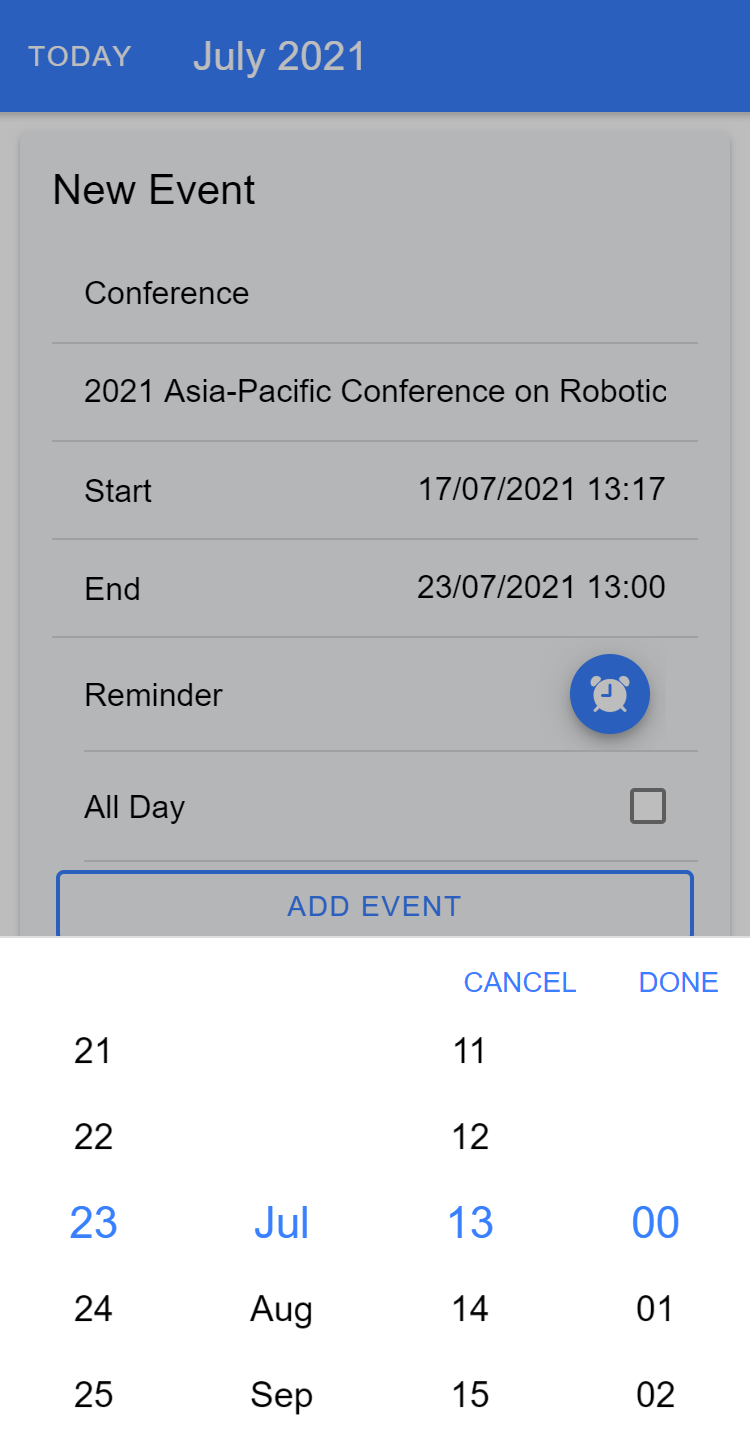 TODAY July 2021
New Event
Conference
2021 Asia-Pacific Conference on Robotic
Start 17/07/2021 13:17
End 23/07/2021 13:00
Reminder
All Day
ADD EVENT
CANCEL DONE
21 11
22 12
23 Jul 13 00
24 Aug 14 01
25 Sep 15 02